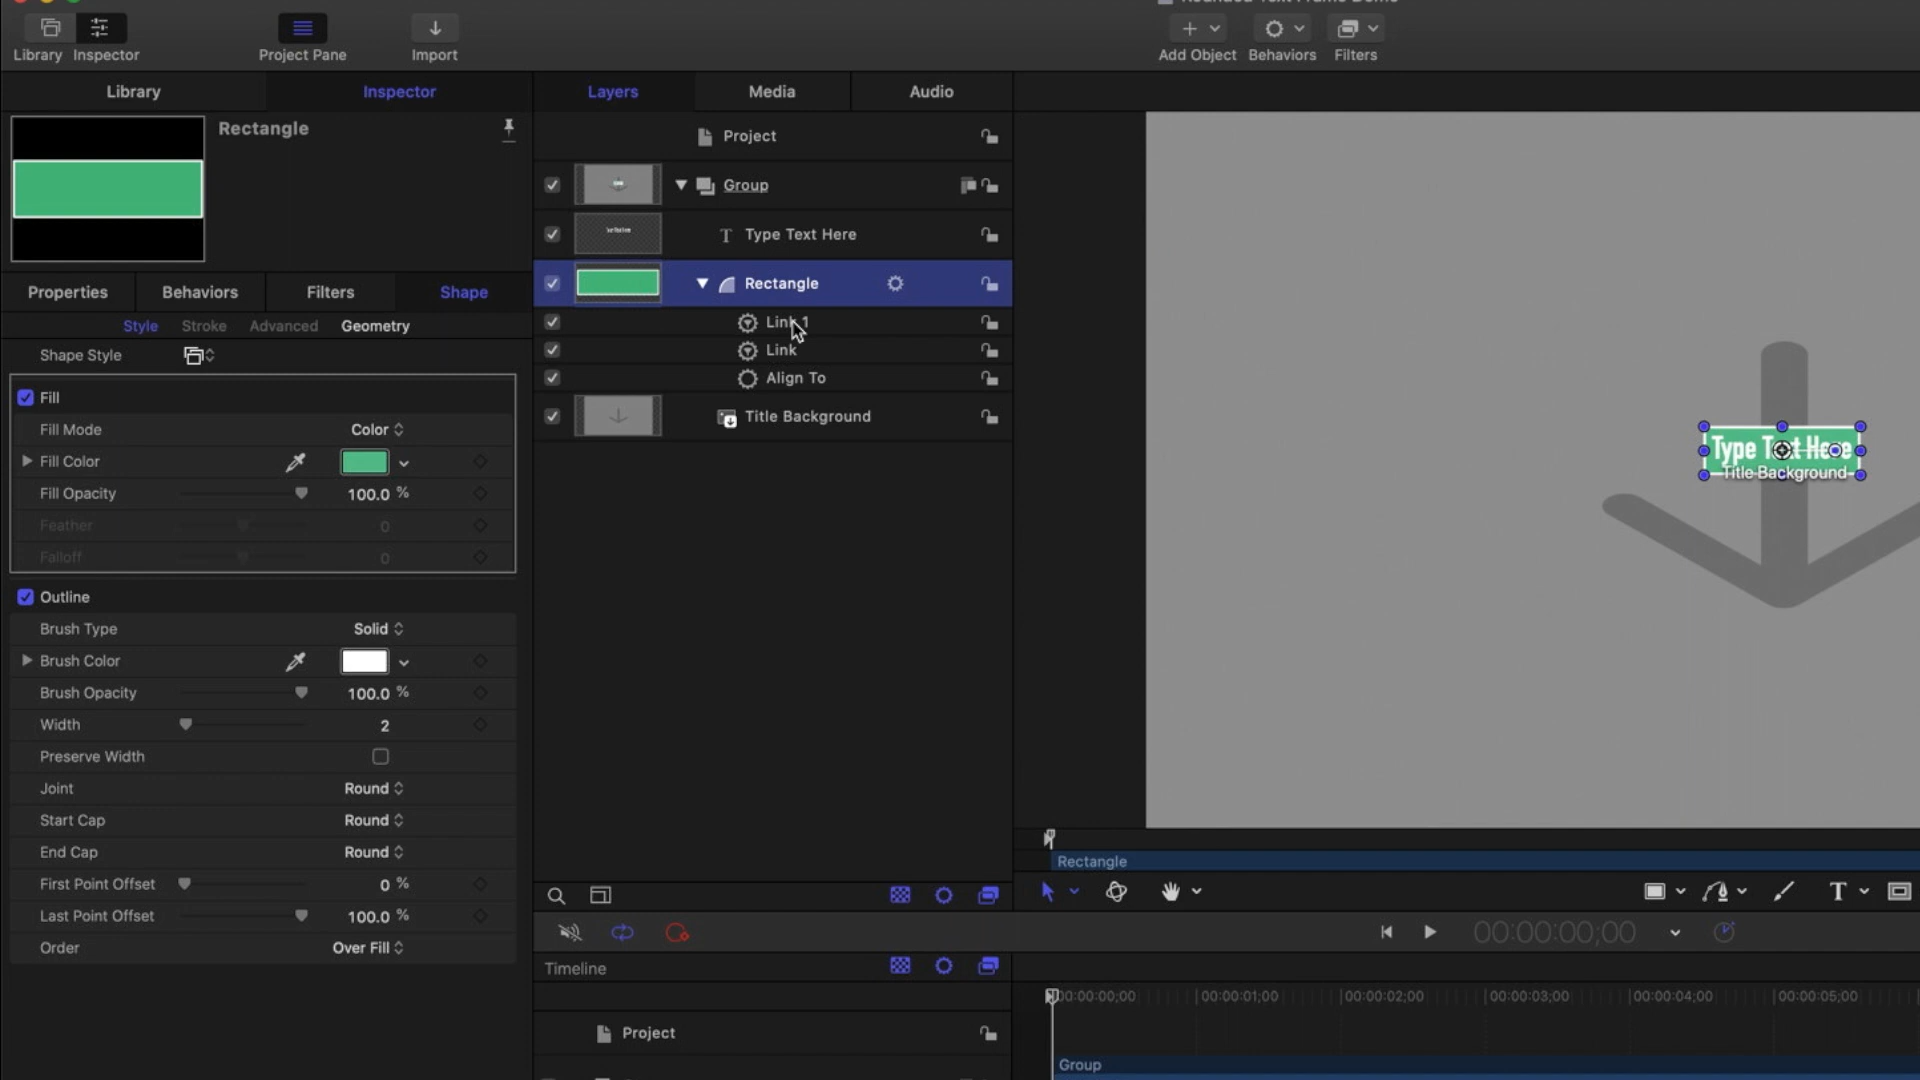 Rounded Text Frame Demo
Library
Inspector
Project Pane
Import
Add Object
Behaviors
Filters
Library
Inspector
Layers
Media
Audio
Rectangle
Project
Group
Type Text Here
Rectangle
Link 1
Link
Align To
Title Background
Properties
Behaviors
Filters
Shape
Style
Stroke
Advanced
Geometry
Shape Style
Fill
Fill Mode
Color
Fill Color
Fill Opacity
100.0 %
Feather
0
Falloff
0
Outline
Brush Type
Solid
Brush Color
Brush Opacity
100.0 %
Width
2
Preserve Width
Joint
Round
Start Cap
Round
End Cap
Round
First Point Offset
0 %
Last Point Offset
100.0 %
Order
Over Fill
Type Text Here
Title Background
Rectangle
T
00:00:00;00
Timeline
00:00:00;00
00:00:01;00
00:00:02;00
00:00:03;00
00:00:04;00
00:00:05;00
Project
Group